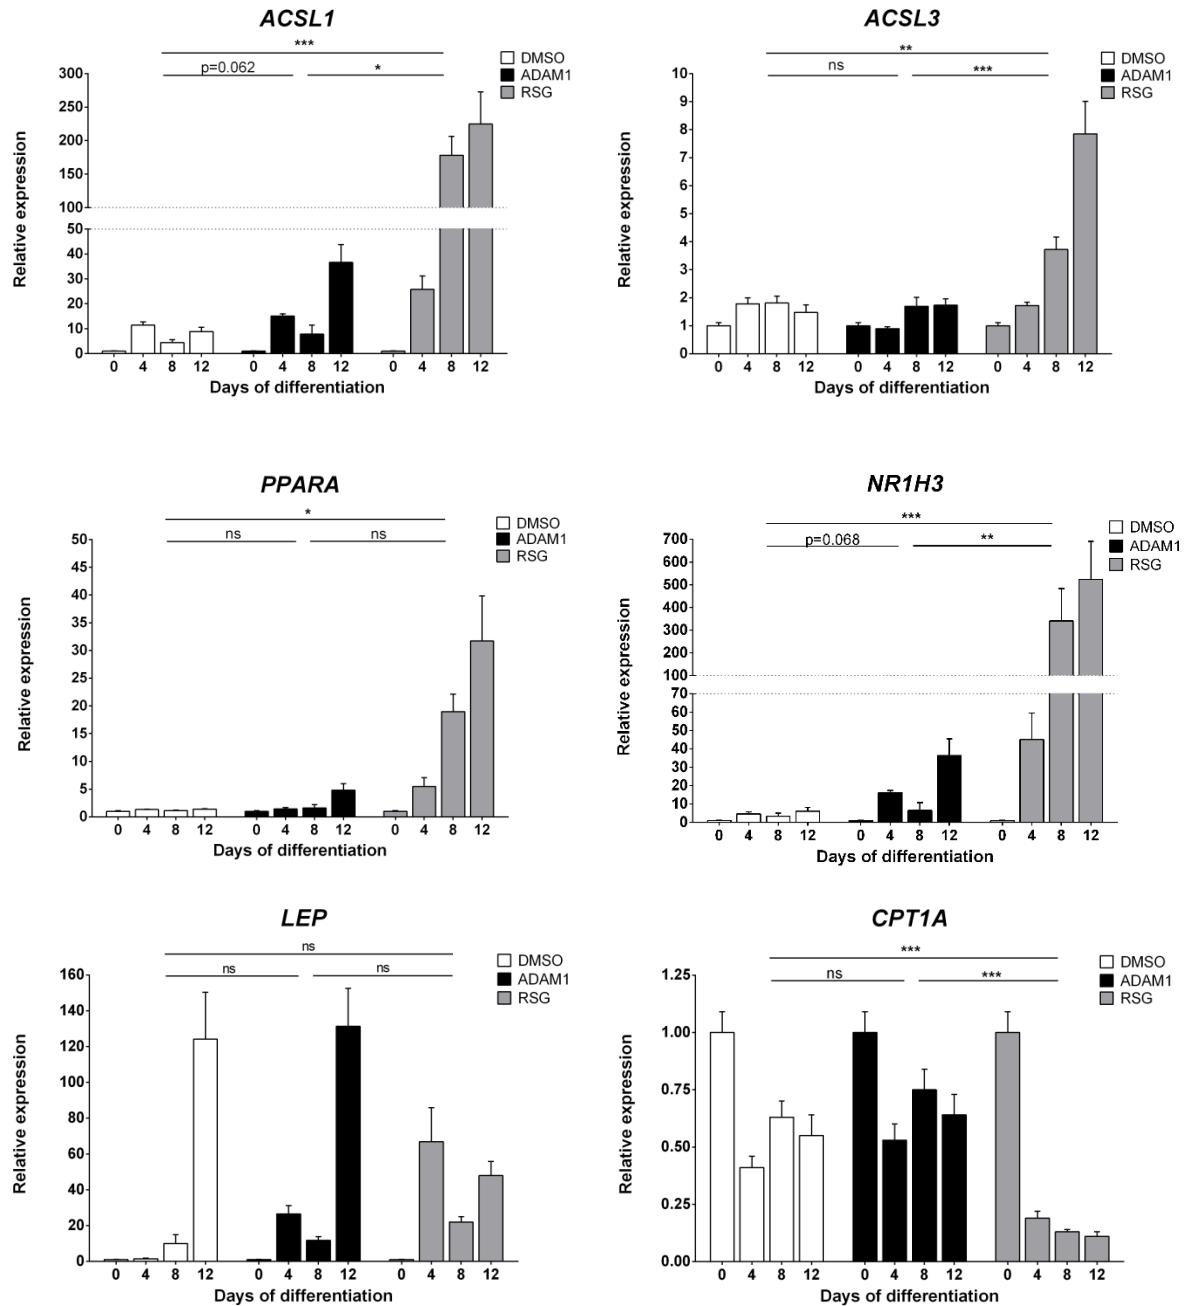 ACSL1
***
p=0.062
*
DMSO
ADAM1
RSG
Relative expression
Relative expression
300
250
200
150
100
50
40
30
20
10
0
0 4 8 12 0 4 8 12 0 4 8 12
Days of differentiation
ACSL3
**
ns
***
DMSO
ADAM1
RSG
Relative expression
10
9
8
7
6
5
4
3
2
1
0
0 4 8 12 0 4 8 12 0 4 8 12
Days of differentiation
PPARA
*
ns
ns
DMSO
ADAM1
RSG
Relative expression
50
45
40
35
30
25
20
15
10
5
0
0 4 8 12 0 4 8 12 0 4 8 12
Days of differentiation
NR1H3
***
p=0.068
**
DMSO
ADAM1
RSG
Relative expression
700
600
500
400
300
200
100
70
60
50
40
30
20
10
0
0 4 8 12 0 4 8 12 0 4 8 12
Days of differentiation
LEP
ns
ns
ns
DMSO
ADAM1
RSG
Relative expression
160
140
120
100
80
60
40
20
0
0 4 8 12 0 4 8 12 0 4 8 12
Days of differentiation
CPT1A
***
ns
***
DMSO
ADAM1
RSG
Relative expression
1.25
1.00
0.75
0.50
0.25
0.00
0 4 8 12 0 4 8 12 0 4 8 12
Days of differentiation